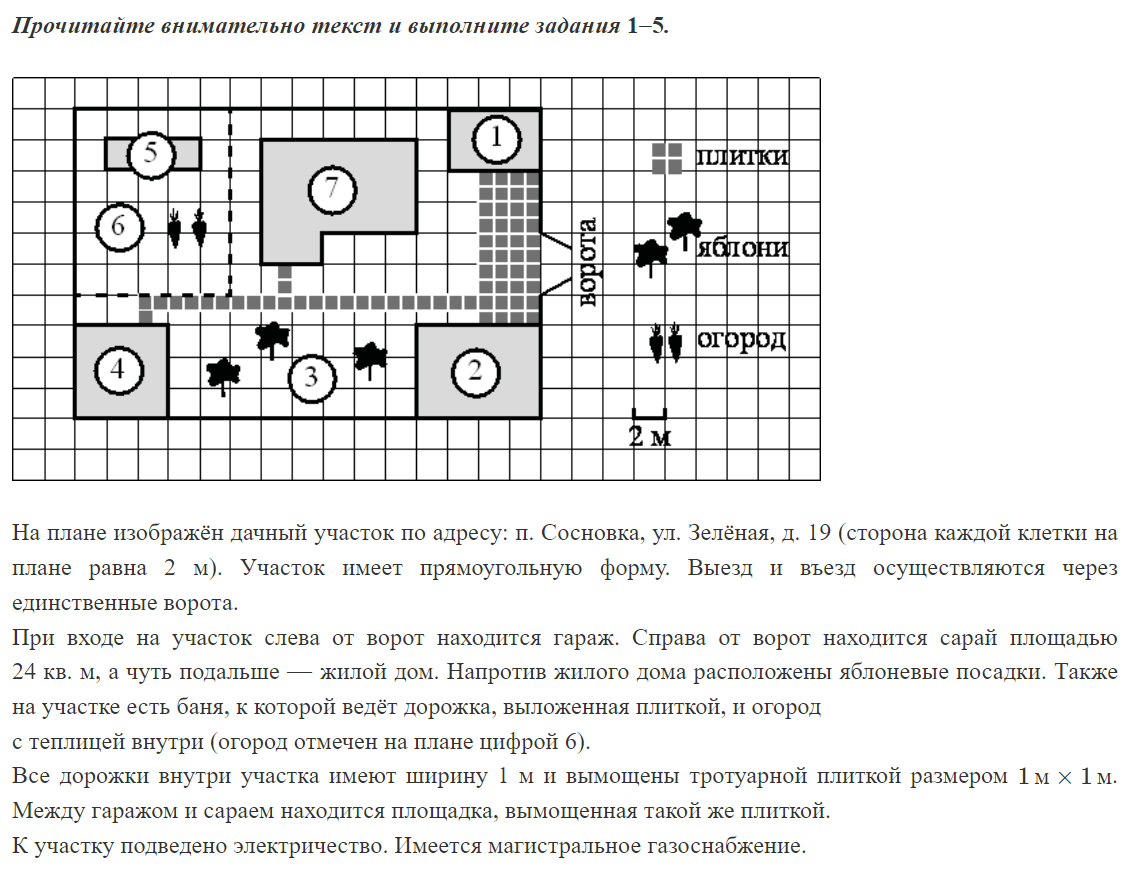 Прочитайте внимательно текст и выполните задания 1–5.
1
5
7
плитки
6
ворота
яблони
огород
4
3
2
2 м
На плане изображён дачный участок по адресу: п. Сосновка, ул. Зелёная, д. 19 (сторона каждой клетки на
плане равна 2 м). Участок имеет прямоугольную форму. Выезд и въезд осуществляются через
единственные ворота.
При входе на участок слева от ворот находится гараж. Справа от ворот находится сарай площадью
24 кв. м, а чуть подальше — жилой дом. Напротив жилого дома расположены яблоневые посадки. Также
на участке есть баня, к которой ведёт дорожка, выложенная плиткой, и огород
с теплицей внутри (огород отмечен на плане цифрой 6).
Все дорожки внутри участка имеют ширину 1 м и вымощены тротуарной плиткой размером 1 м × 1 м.
Между гаражом и сараем находится площадка, вымощенная такой же плиткой.
К участку подведено электричество. Имеется магистральное газоснабжение.